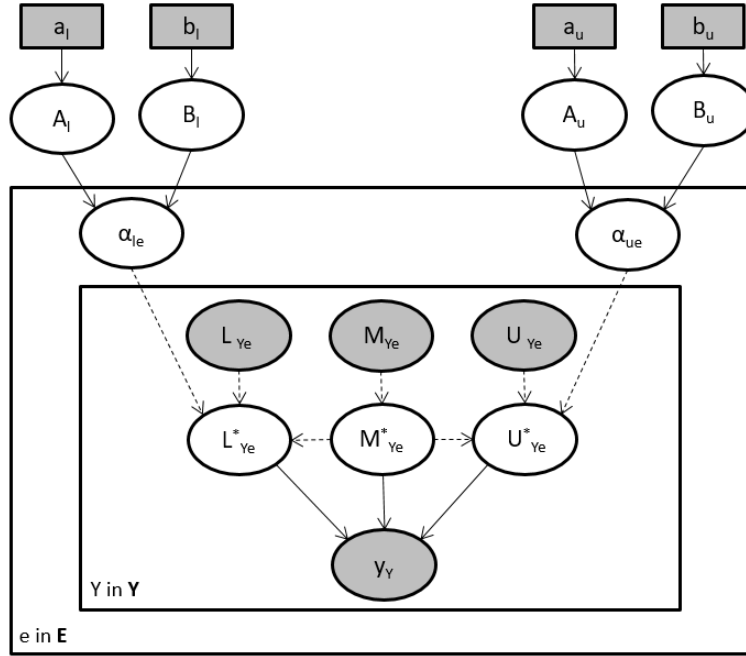 a_l b_l a_u b_u
A_l B_l A_u B_u
α_le α_ue
L_Ye M_Ye U_Ye
L*_Ye M*_Ye U*_Ye
y_Y
Y in Y
e in E